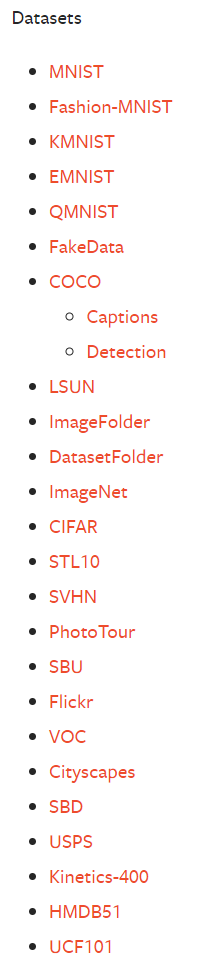 Datasets
MNIST
Fashion-MNIST
KMNIST
EMNIST
QMNIST
FakeData
COCO
Captions
Detection
LSUN
ImageFolder
DatasetFolder
ImageNet
CIFAR
STL10
SVHN
PhotoTour
SBU
Flickr
VOC
Cityscapes
SBD
USPS
Kinetics-400
HMDB51
UCF101